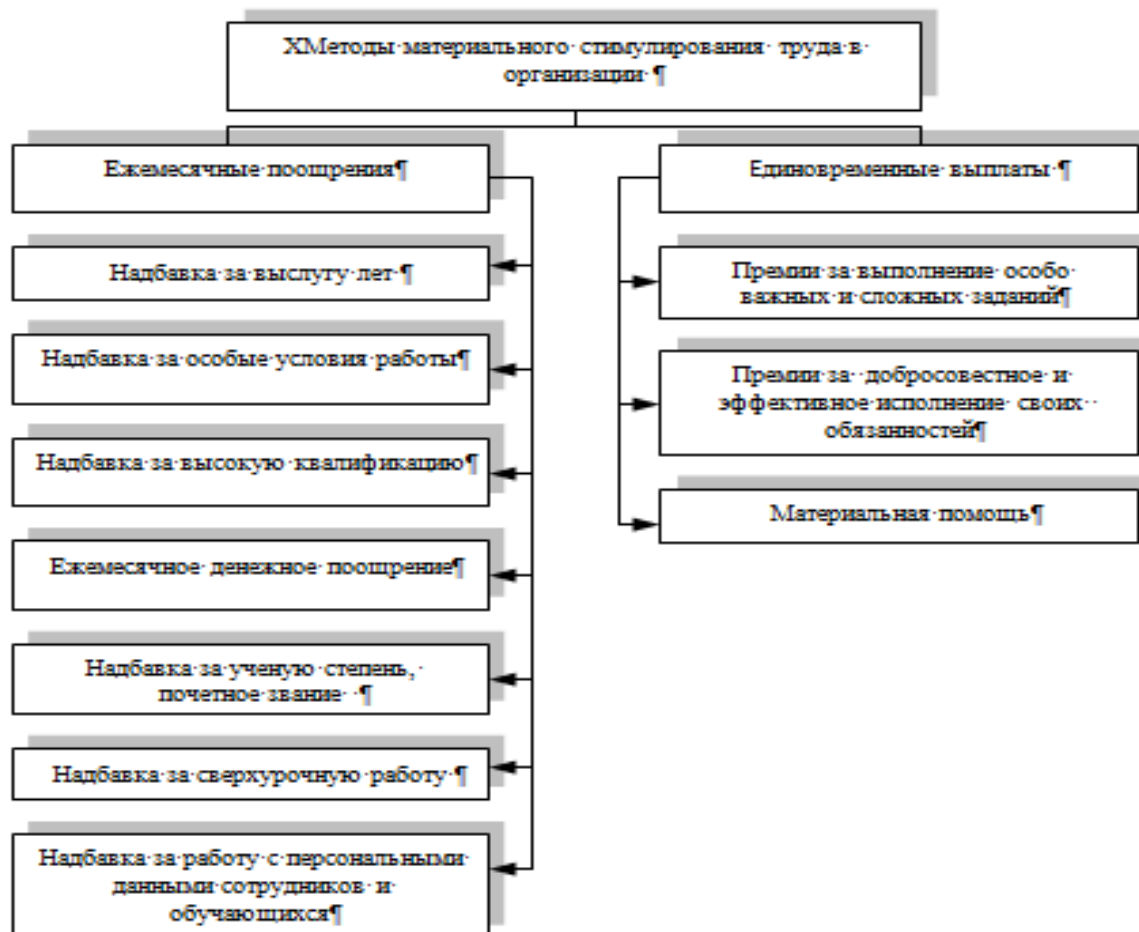 ХМетоды·материального·стимулирования·труда·в·
организации·¶
Ежемесячные·поощрения¶
Надбавка·за·выслугу·лет·¶
Надбавка·за·особые·условия·работы¶
Надбавка·за·высокую·квалификацию¶
Ежемесячное·денежное·поощрение¶
Надбавка·за·ученую·степень,·
почетное·звание··¶
Надбавка·за·сверхурочную·работу·¶
Надбавка·за·работу·с·персональными·
данными·сотрудников·и·
обучающихся¶
Единовременные·выплаты·¶
Премии·за·выполнение·особо·
важных·и·сложных·заданий¶
Премии·за··добросовестное·и·
эффективное·исполнение·своих··
обязанностей¶
Материальная·помощь¶